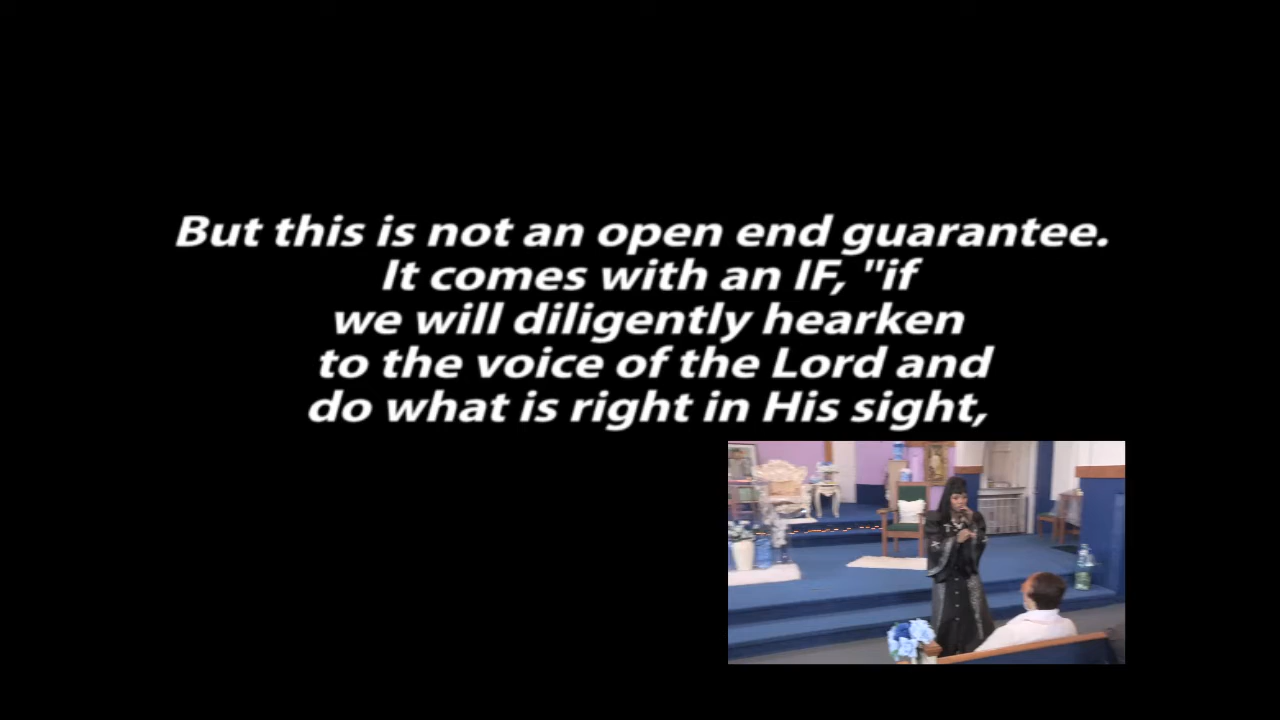 But this is not an open end guarantee.
It comes with an IF, "if
we will diligently hearken
to the voice of the Lord and
do what is right in His sight,